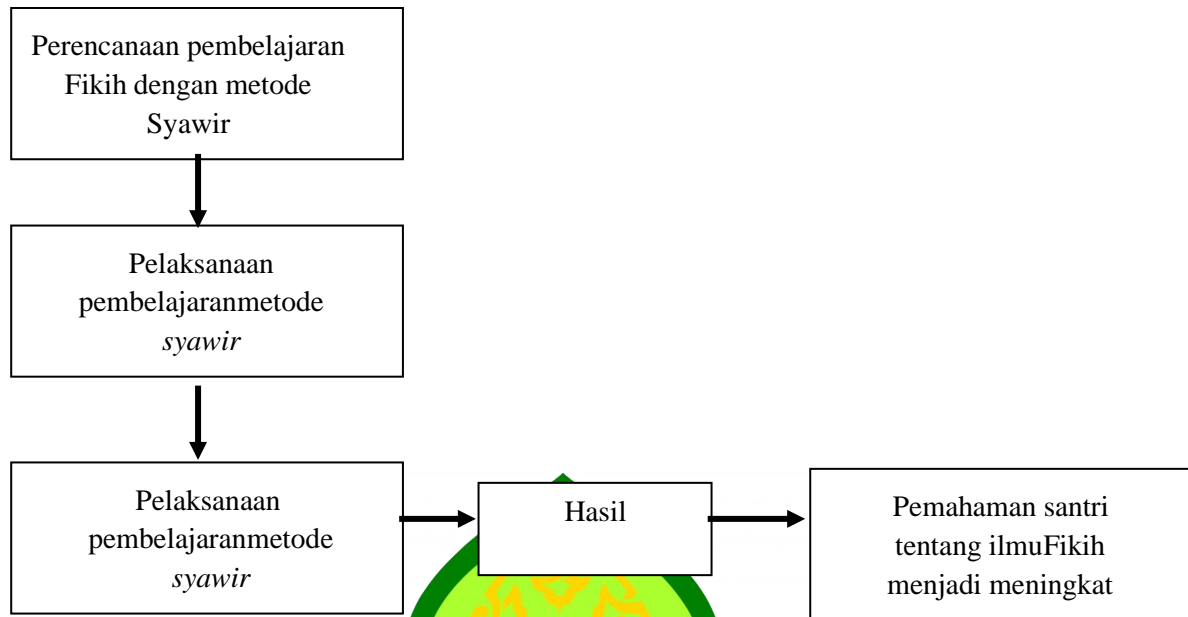 Perencanaan pembelajaran
Fikih dengan metode
Syawir
Pelaksanaan
pembelajaranmetode
syawir
Pelaksanaan
pembelajaranmetode
syawir
Hasil
Pemahaman santri
tentang ilmuFikih
menjadi meningkat